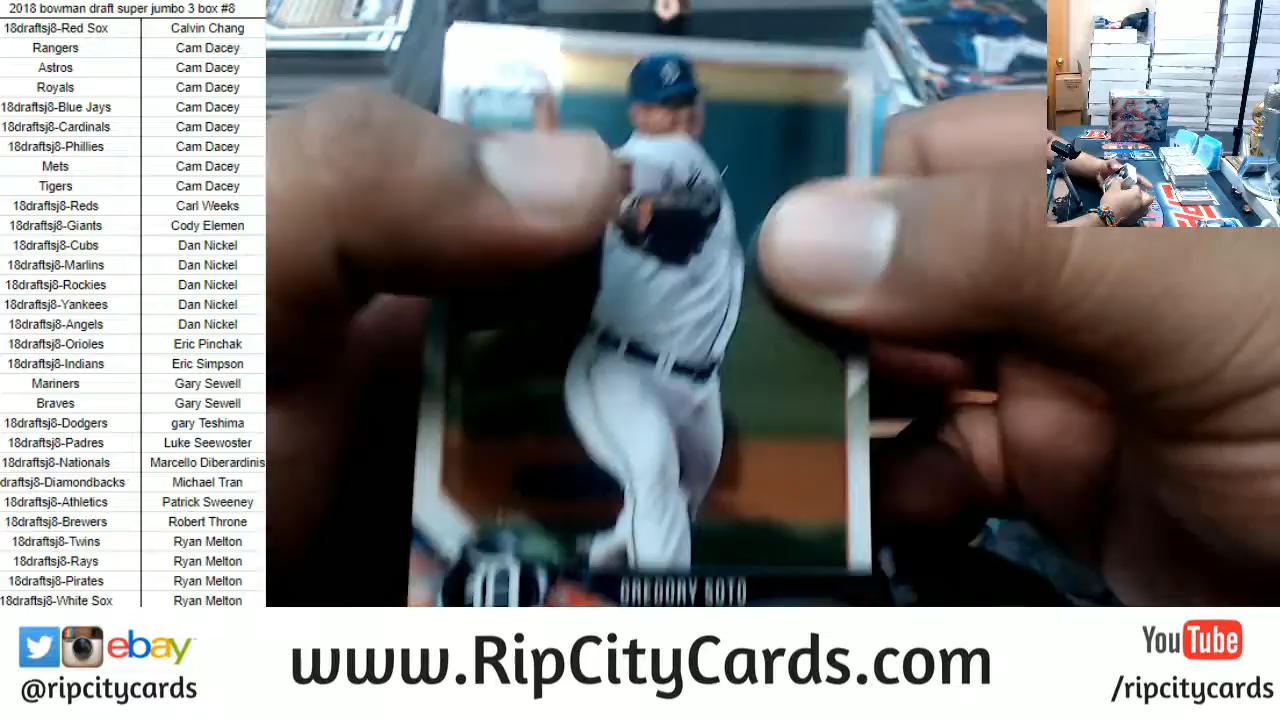 2018 bowman draft super jumbo 3 box #8
18draftsj8-Red Sox Calvin Chang
Rangers Cam Dacey
Astros Cam Dacey
Royals Cam Dacey
18draftsj8-Blue Jays Cam Dacey
18draftsj8-Cardinals Cam Dacey
18draftsj8-Phillies Cam Dacey
Mets Cam Dacey
Tigers Cam Dacey
18draftsj8-Reds Carl Weeks
18draftsj8-Giants Cody Elemen
18draftsj8-Cubs Dan Nickel
18draftsj8-Marlins Dan Nickel
18draftsj8-Rockies Dan Nickel
18draftsj8-Yankees Dan Nickel
18draftsj8-Angels Dan Nickel
18draftsj8-Orioles Eric Pinchak
18draftsj8-Indians Eric Simpson
Mariners Gary Sewell
Braves Gary Sewell
18draftsj8-Dodgers gary Teshima
18draftsj8-Padres Luke Seewoster
18draftsj8-Nationals Marcello Diberardinis
draftsj8-Diamondbacks Michael Tran
18draftsj8-Athletics Patrick Sweeney
18draftsj8-Brewers Robert Throne
18draftsj8-Twins Ryan Melton
18draftsj8-Rays Ryan Melton
18draftsj8-Pirates Ryan Melton
18draftsj8-White Sox Ryan Melton
GREGORY SOTO
ebay
@ripcitycards
www.RipCityCards.com
YouTube
/ripcitycards